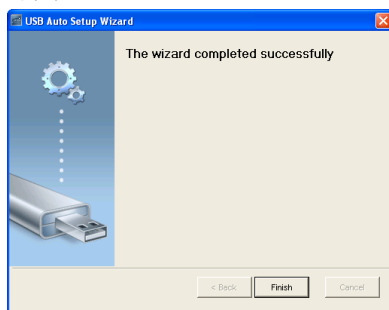 USB Auto Setup Wizard
The wizard completed successfully
< Back
Finish
Cancel